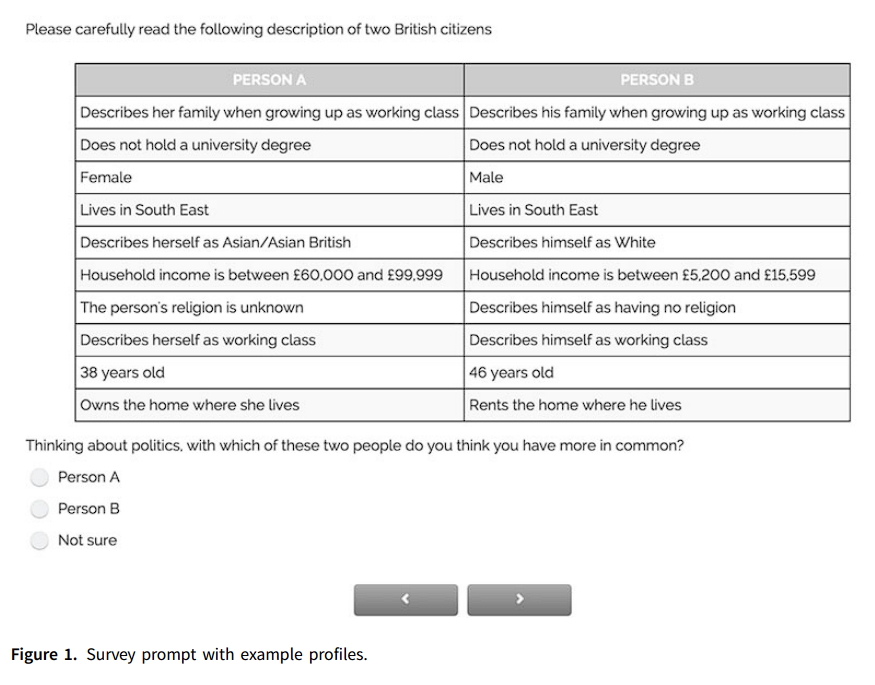 Please carefully read the following description of two British citizens
PERSON A PERSON B
Describes her family when growing up as working class Describes his family when growing up as working class
Does not hold a university degree Does not hold a university degree
Female Male
Lives in South East Lives in South East
Describes herself as Asian/Asian British Describes himself as White
Household income is between £60,000 and £99,999 Household income is between £5,200 and £15,599
The person's religion is unknown Describes himself as having no religion
Describes herself as working class Describes himself as working class
38 years old 46 years old
Owns the home where she lives Rents the home where he lives
Thinking about politics, with which of these two people do you think you have more in common?
Person A
Person B
Not sure
Figure 1. Survey prompt with example profiles.